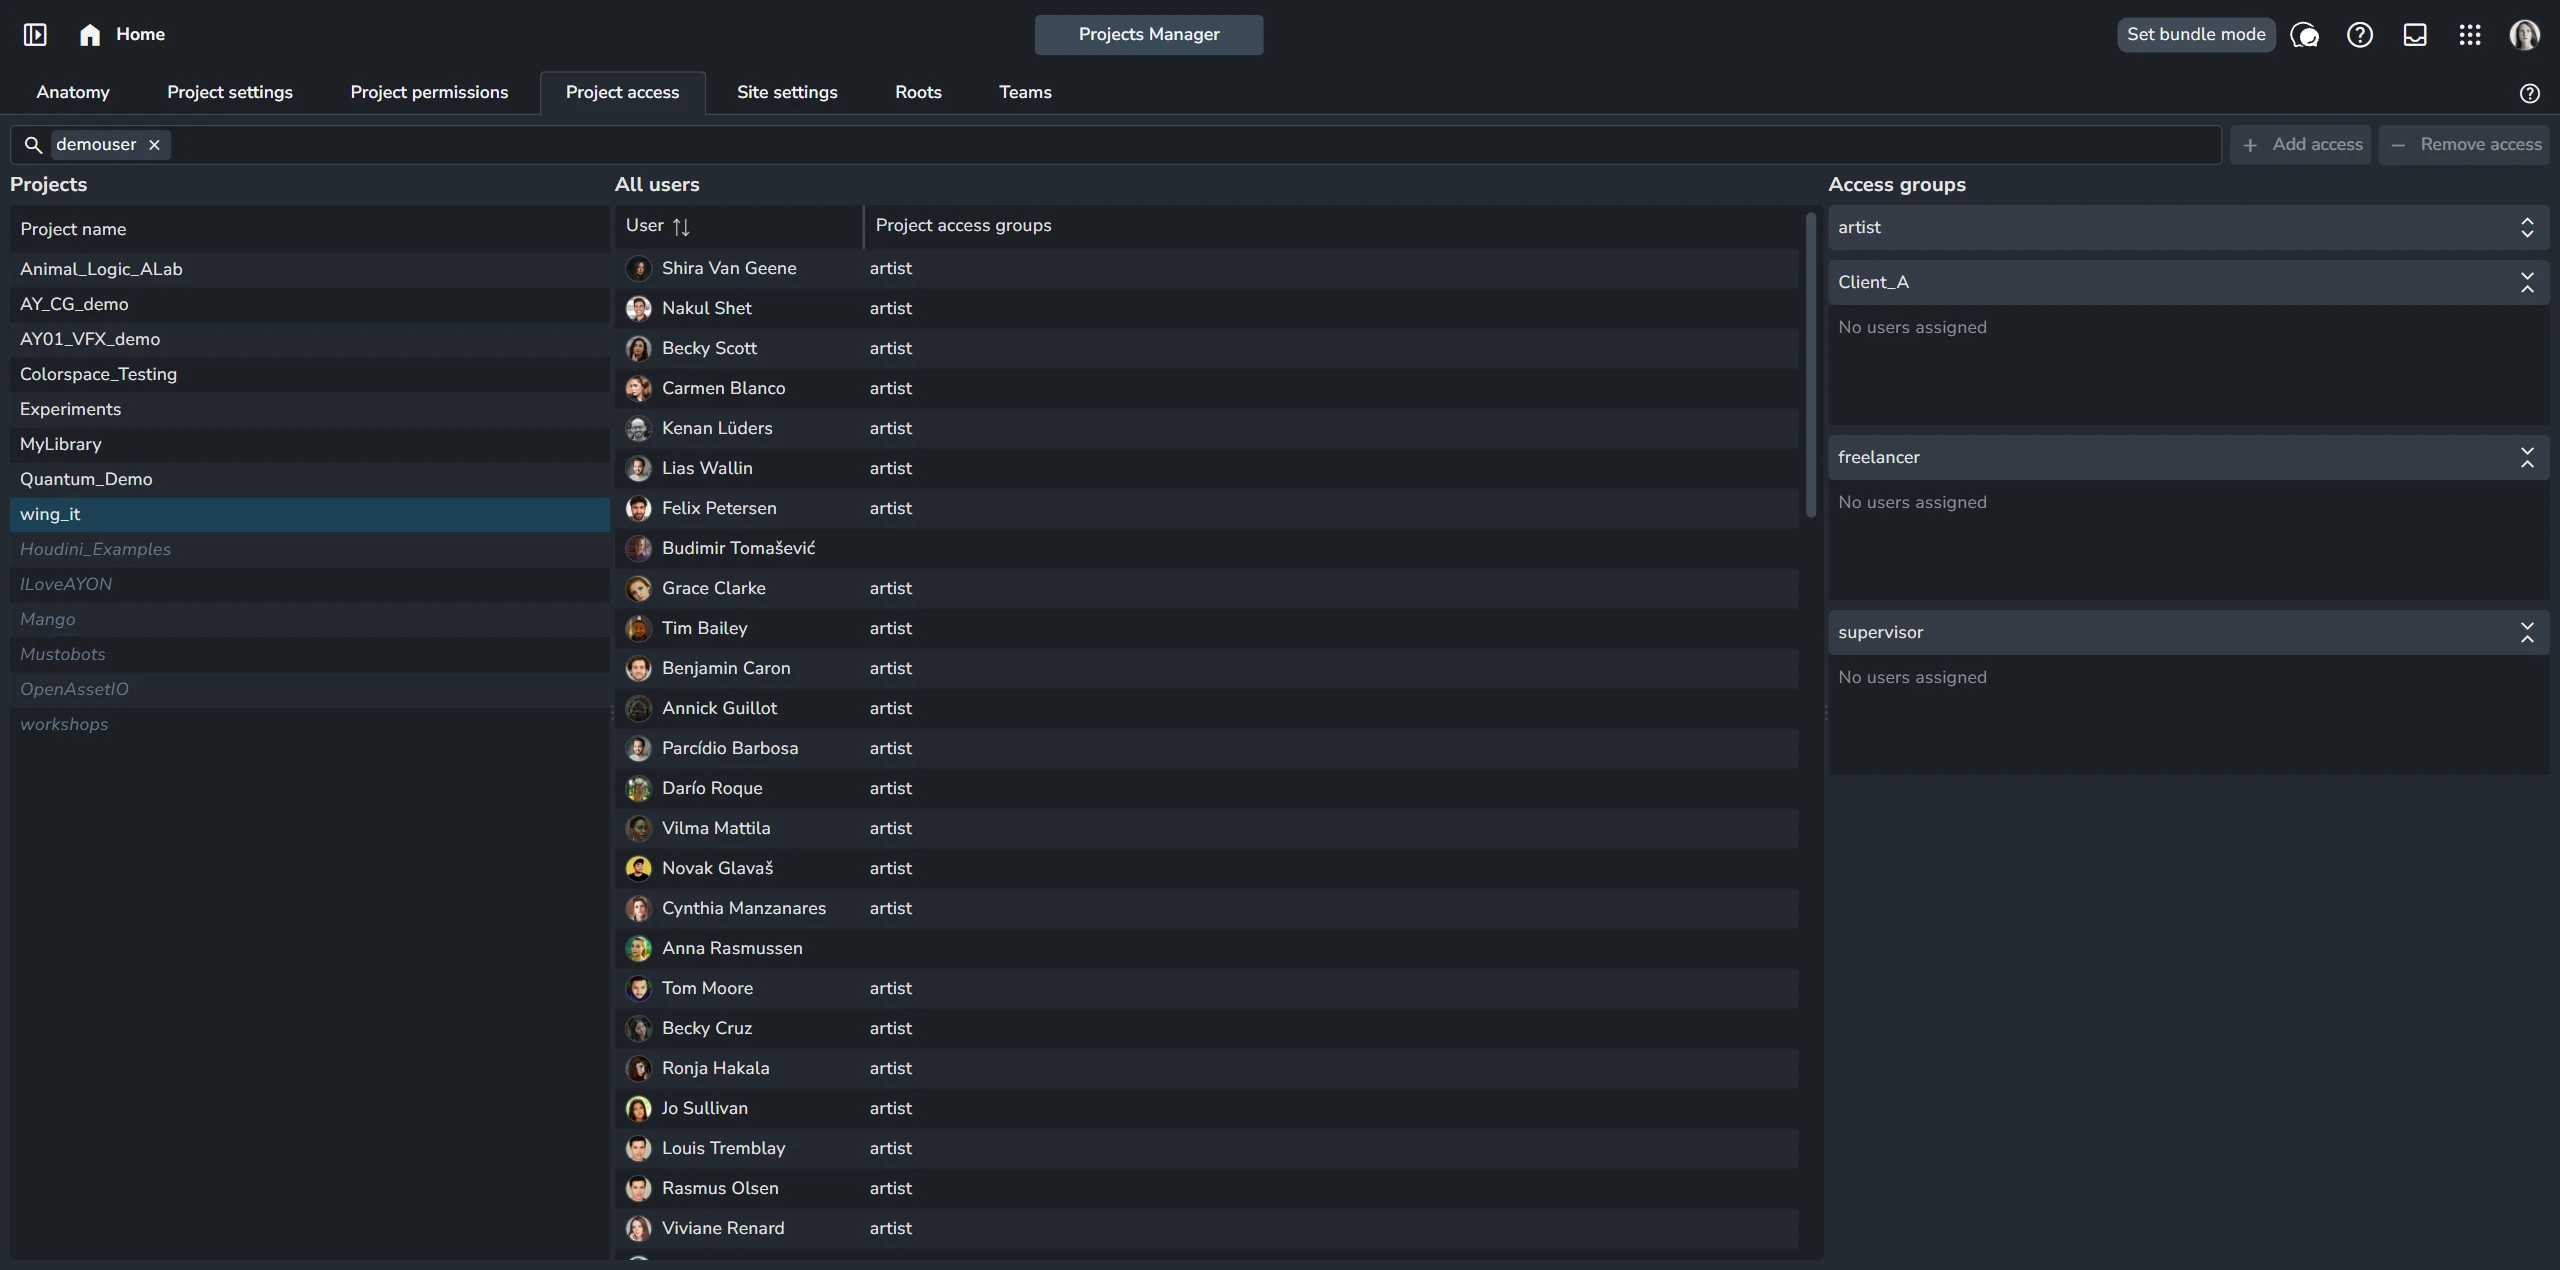 Home
Projects Manager
Set bundle mode
Anatomy
Project settings
Project permissions
Project access
Site settings
Roots
Teams
demouser
Add access
Remove access
Projects
Project name
Animal_Logic_ALab
AY_CG_demo
AY01_VFX_demo
Colorspace_Testing
Experiments
MyLibrary
Quantum_Demo
wing_it
Houdini_Examples
ILoveAYON
Mango
Mustobots
OpenAssetIO
workshops
All users
User
Project access groups
Shira Van Geene artist
Nakul Shet artist
Becky Scott artist
Carmen Blanco artist
Kenan Lüders artist
Lias Wallin artist
Felix Petersen artist
Budimir Tomašević
Grace Clarke artist
Tim Bailey artist
Benjamin Caron artist
Annick Guillot artist
Parcídio Barbosa artist
Darío Roque artist
Vilma Mattila artist
Novak Glavaš artist
Cynthia Manzanares artist
Anna Rasmussen
Tom Moore artist
Becky Cruz artist
Ronja Hakala artist
Jo Sullivan artist
Louis Tremblay artist
Rasmus Olsen artist
Viviane Renard artist
Access groups
artist
Client_A
No users assigned
freelancer
No users assigned
supervisor
No users assigned